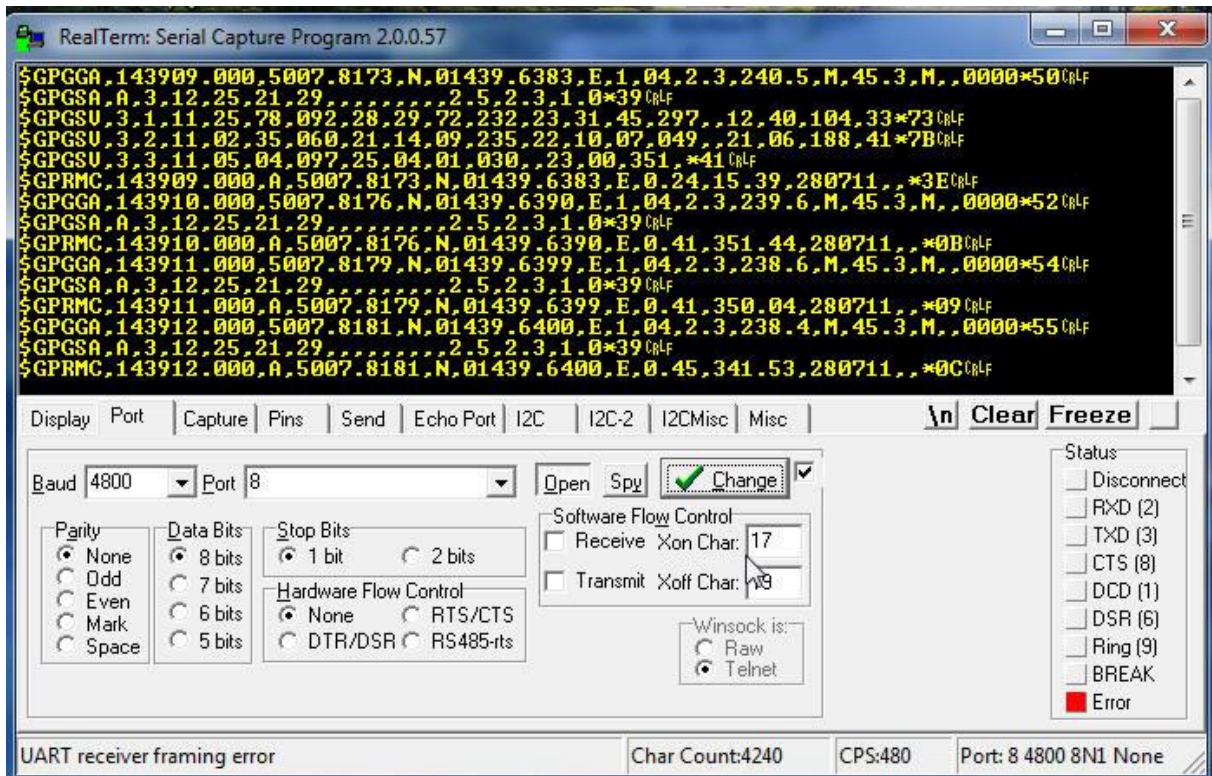 RealTerm: Serial Capture Program 2.0.0.57
$GPGGA,143909.000,5007.8173,N,01439.6383,E,1,04,2.3,240.5,M,45.3,M,,0000*50CRLF
$GPGSA,A,3,12,25,21,29,,,,,,,,,2.5,2.3,1.0*39CRLF
$GPGSV,3,1,11,25,78,092,28,29,72,232,23,31,45,297,,12,40,104,33*73CRLF
$GPGSV,3,2,11,02,35,060,21,14,09,235,22,10,07,049,,21,06,188,41*7BCRLF
$GPGSV,3,3,11,05,04,097,25,04,01,030,,23,00,351,*41CRLF
$GPRMC,143909.000,A,5007.8173,N,01439.6383,E,0.24,15.39,280711,,*3ECRLF
$GPGGA,143910.000,5007.8176,N,01439.6390,E,1,04,2.3,239.6,M,45.3,M,,0000*52CRLF
$GPGSA,A,3,12,25,21,29,,,,,,,,,2.5,2.3,1.0*39CRLF
$GPRMC,143910.000,A,5007.8176,N,01439.6390,E,0.41,351.44,280711,,*0BCRLF
$GPGGA,143911.000,5007.8179,N,01439.6399,E,1,04,2.3,238.6,M,45.3,M,,0000*54CRLF
$GPGSA,A,3,12,25,21,29,,,,,,,,,2.5,2.3,1.0*39CRLF
$GPRMC,143911.000,A,5007.8179,N,01439.6399,E,0.41,350.04,280711,,*09CRLF
$GPGGA,143912.000,5007.8181,N,01439.6400,E,1,04,2.3,238.4,M,45.3,M,,0000*55CRLF
$GPGSA,A,3,12,25,21,29,,,,,,,,,2.5,2.3,1.0*39CRLF
$GPRMC,143912.000,A,5007.8181,N,01439.6400,E,0.45,341.53,280711,,*0CCRLF
Display Port Capture Pins Send Echo Port I2C I2C-2 I2CMisc Misc \n Clear Freeze
Baud 4800 Port 8 Open Spy Change
Parity
None
Odd
Even
Mark
Space
Data Bits
8 bits
7 bits
6 bits
5 bits
Stop Bits
1 bit 2 bits
Hardware Flow Control
None RTS/CTS
DTR/DSR RS485-rts
Software Flow Control
Receive Xon Char: 17
Transmit Xoff Char:
Winsock is:
Raw
Telnet
Status
Disconnect
RXD (2)
TXD (3)
CTS (8)
DCD (1)
DSR (6)
Ring (9)
BREAK
Error
UART receiver framing error Char Count:4240 CPS:480 Port: 8 4800 8N1 None